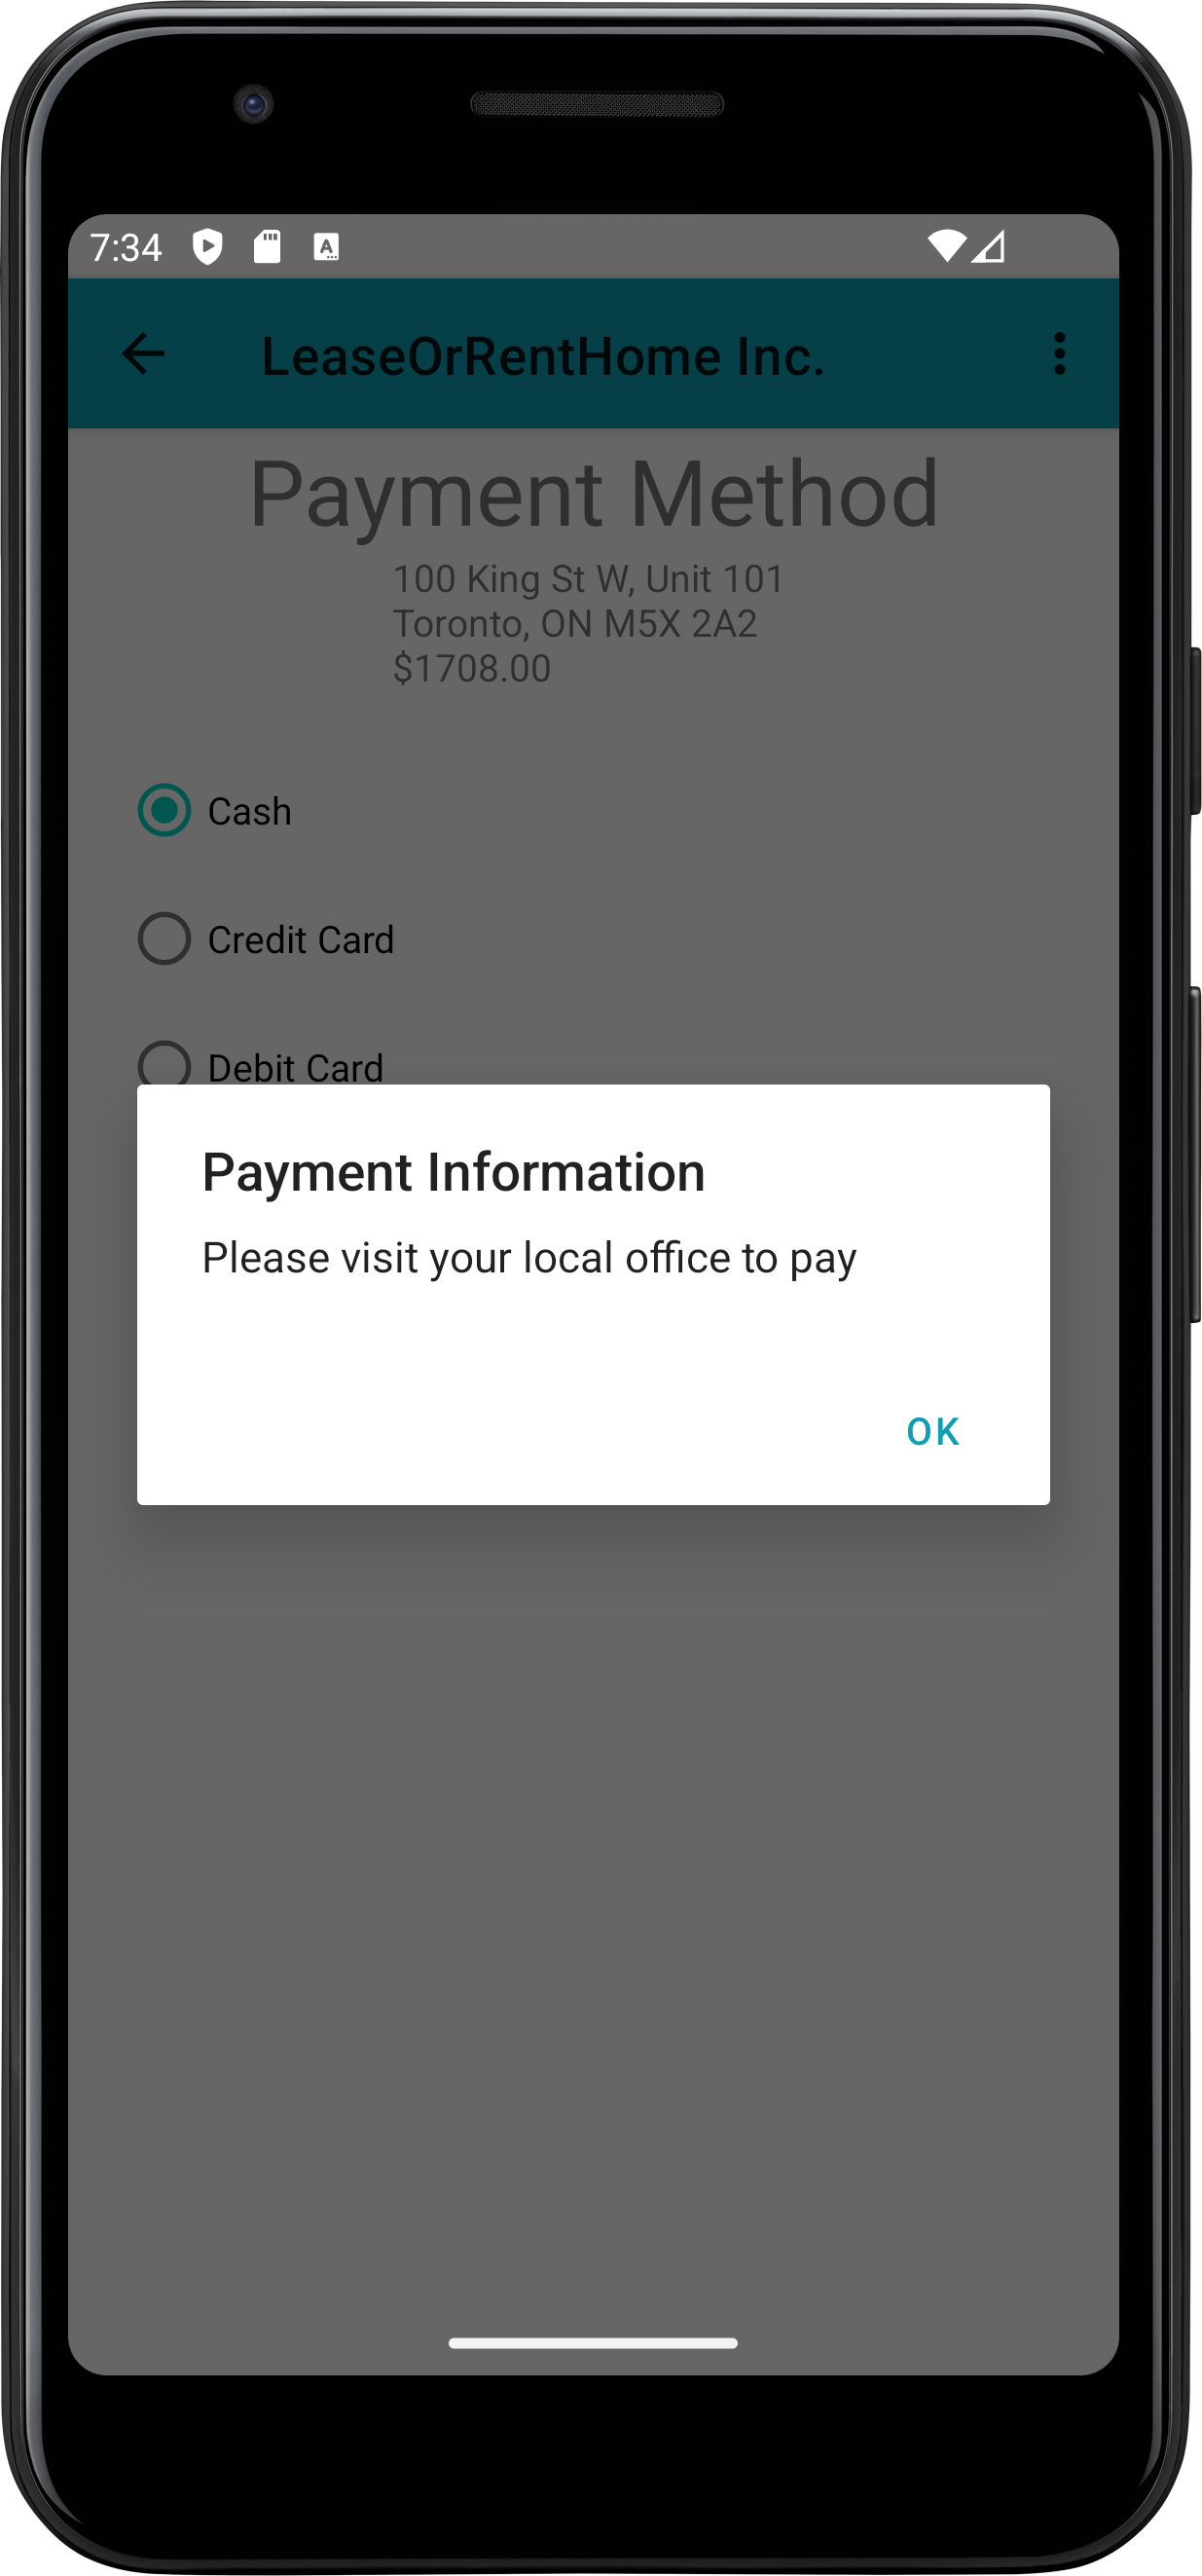 7:34
LeaseOrRentHome Inc.
Payment Method
100 King St W, Unit 101
Toronto, ON M5X 2A2
$1708.00
Cash
Credit Card
Debit Card
Payment Information
Please visit your local office to pay
OK